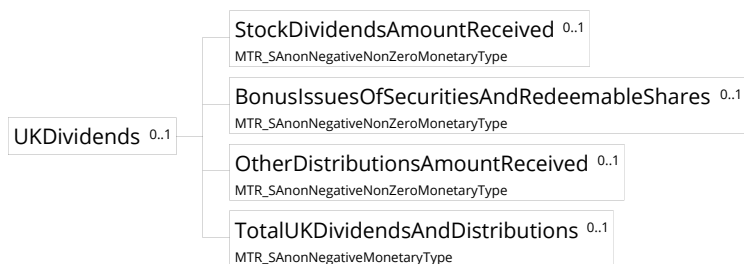 StockDividendsAmountReceived 0..1
MTR_SAnonNegativeNonZeroMonetaryType
BonusIssuesOfSecuritiesAndRedeemableShares 0..1
MTR_SAnonNegativeNonZeroMonetaryType
UKDividends 0..1
OtherDistributionsAmountReceived 0..1
MTR_SAnonNegativeNonZeroMonetaryType
TotalUKDividendsAndDistributions 0..1
MTR_SAnonNegativeMonetaryType